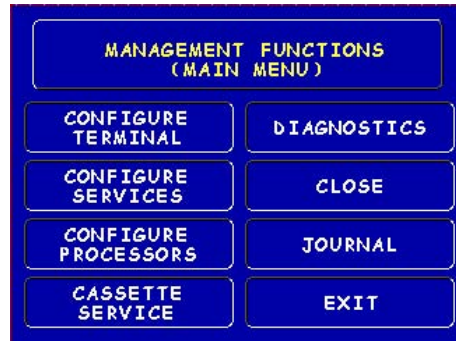 MANAGEMENT FUNCTIONS
(MAIN MENU)
CONFIGURE
TERMINAL
DIAGNOSTICS
CONFIGURE
SERVICES
CLOSE
CONFIGURE
PROCESSORS
JOURNAL
CASSETTE
SERVICE
EXIT